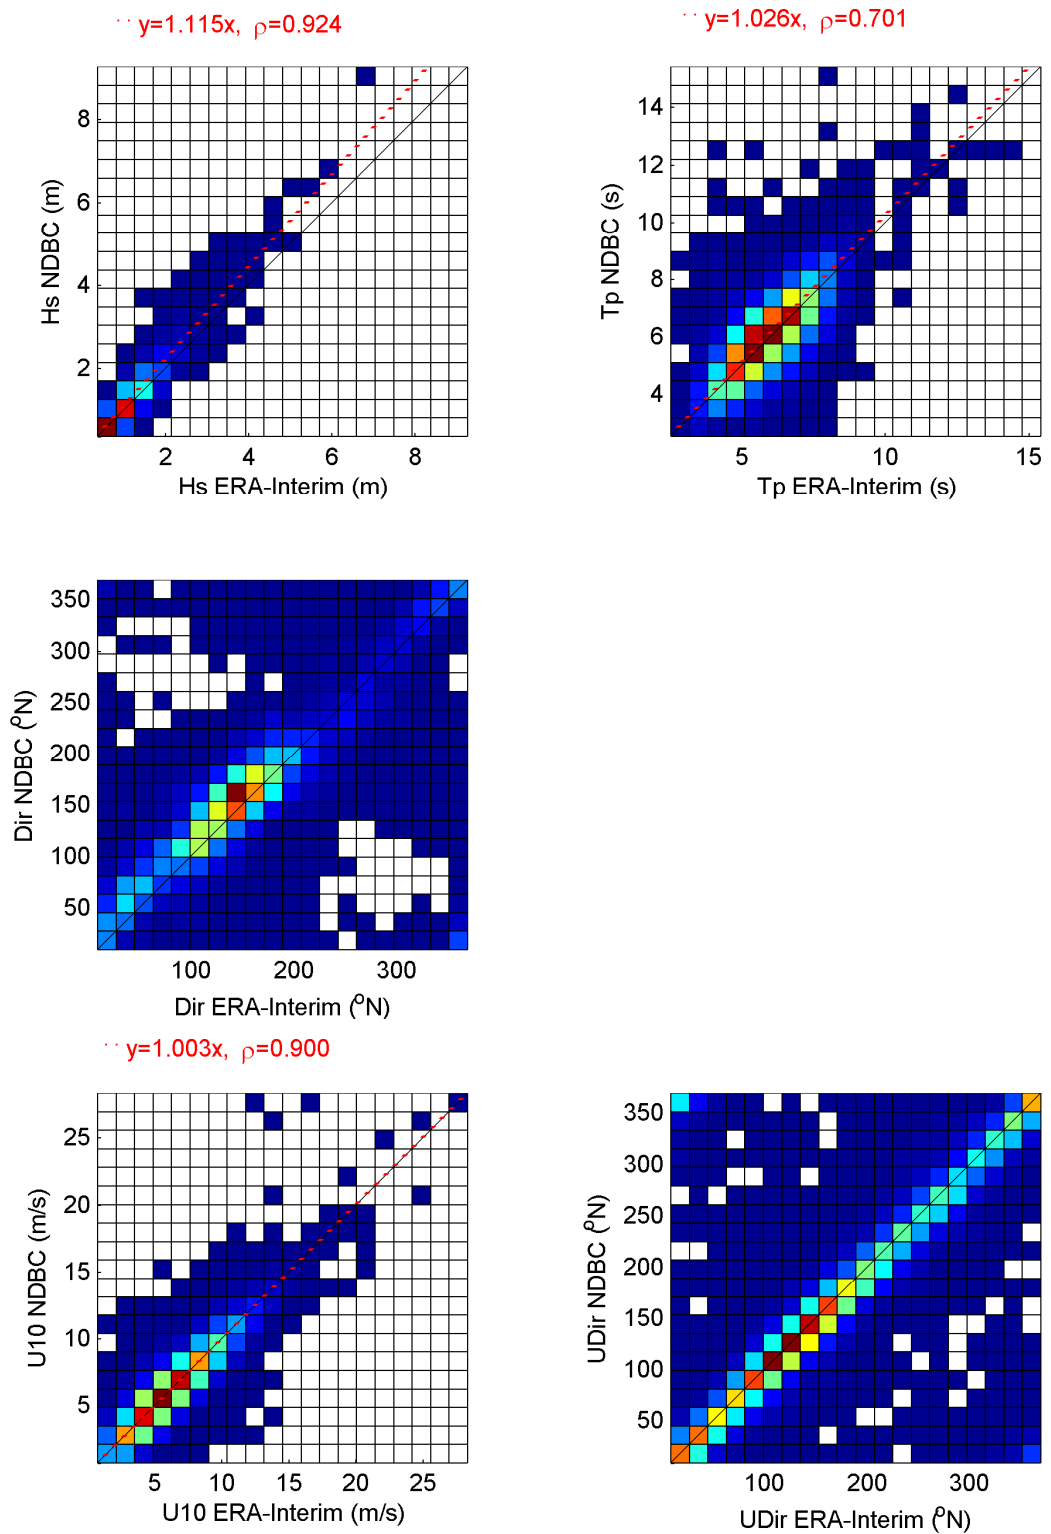 y=1.115x, ρ=0.924
8
6
4
2
Hs NDBC (m)
2 4 6 8
Hs ERA-Interim (m)
y=1.026x, ρ=0.701
14
12
10
8
6
4
Tp NDBC (s)
5 10 15
Tp ERA-Interim (s)
350
300
250
200
150
100
50
Dir NDBC (ºN)
100 200 300
Dir ERA-Interim (ºN)
y=1.003x, ρ=0.900
25
20
15
10
5
U10 NDBC (m/s)
5 10 15 20 25
U10 ERA-Interim (m/s)
350
300
250
200
150
100
50
UDir NDBC (ºN)
100 200 300
UDir ERA-Interim (ºN)